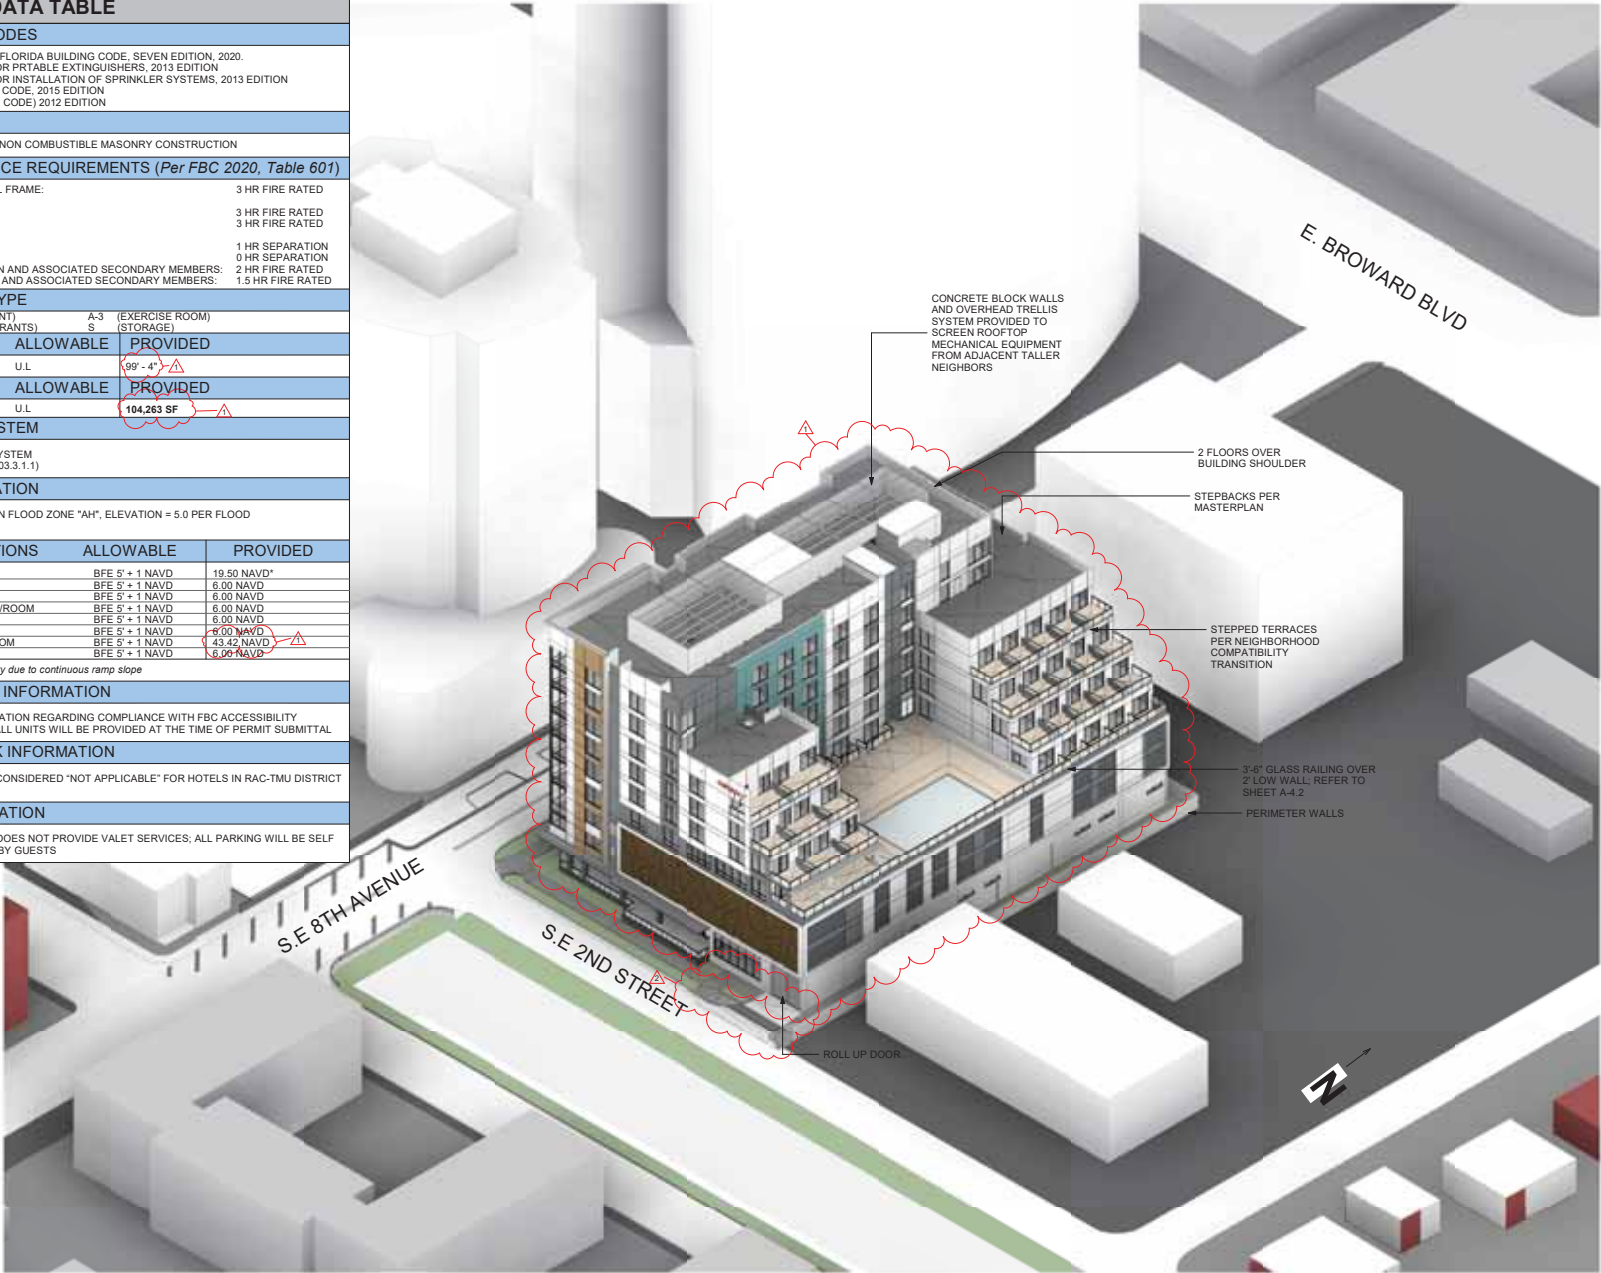 DATA TABLE
ODES
FLORIDA BUILDING CODE, SEVEN EDITION, 2020.
OR PRTABLE EXTINGUISHERS, 2013 EDITION
OR INSTALLATION OF SPRINKLER SYSTEMS, 2013 EDITION
CODE, 2015 EDITION
CODE) 2012 EDITION
NON COMBUSTIBLE MASONRY CONSTRUCTION
CE REQUIREMENTS (Per FBC 2020, Table 601)
L FRAME: 3 HR FIRE RATED
3 HR FIRE RATED
3 HR FIRE RATED
1 HR SEPARATION
0 HR SEPARATION
N AND ASSOCIATED SECONDARY MEMBERS: 2 HR FIRE RATED
AND ASSOCIATED SECONDARY MEMBERS: 1.5 HR FIRE RATED
YPE
NT) A-3 (EXERCISE ROOM)
RANTS) S (STORAGE)
ALLOWABLE PROVIDED
U.L 99' - 4" 1
ALLOWABLE PROVIDED
U.L 104,263 SF 1
STEM
YSTEM
03.3.1.1)
ATION
N FLOOD ZONE "AH", ELEVATION = 5.0 PER FLOOD
TIONS ALLOWABLE PROVIDED
BFE 5' + 1 NAVD 19.50 NAVD*
BFE 5' + 1 NAVD 6.00 NAVD
BFE 5' + 1 NAVD 6.00 NAVD
/ROOM BFE 5' + 1 NAVD 6.00 NAVD
BFE 5' + 1 NAVD 6.00 NAVD
BFE 5' + 1 NAVD 6.00 NAVD
OM BFE 5' + 1 NAVD 43.42 NAVD 1
BFE 5' + 1 NAVD 6.00 NAVD
y due to continuous ramp slope
INFORMATION
ATION REGARDING COMPLIANCE WITH FBC ACCESSIBILITY
ALL UNITS WILL BE PROVIDED AT THE TIME OF PERMIT SUBMITTAL
K INFORMATION
CONSIDERED "NOT APPLICABLE" FOR HOTELS IN RAC-TMU DISTRICT
ATION
DOES NOT PROVIDE VALET SERVICES; ALL PARKING WILL BE SELF
BY GUESTS
E. BROWARD BLVD
CONCRETE BLOCK WALLS
AND OVERHEAD TRELLIS
SYSTEM PROVIDED TO
SCREEN ROOFTOP
MECHANICAL EQUIPMENT
FROM ADJACENT TALLER
NEIGHBORS
1
2 FLOORS OVER
BUILDING SHOULDER
STEPBACKS PER
MASTERPLAN
STEPPED TERRACES
PER NEIGHBORHOOD
COMPATIBILITY
TRANSITION
3'-6" GLASS RAILING OVER
2' LOW WALL; REFER TO
SHEET A-4.2
PERIMETER WALLS
S.E 8TH AVENUE
S.E 2ND STREET
2
ROLL UP DOOR
N